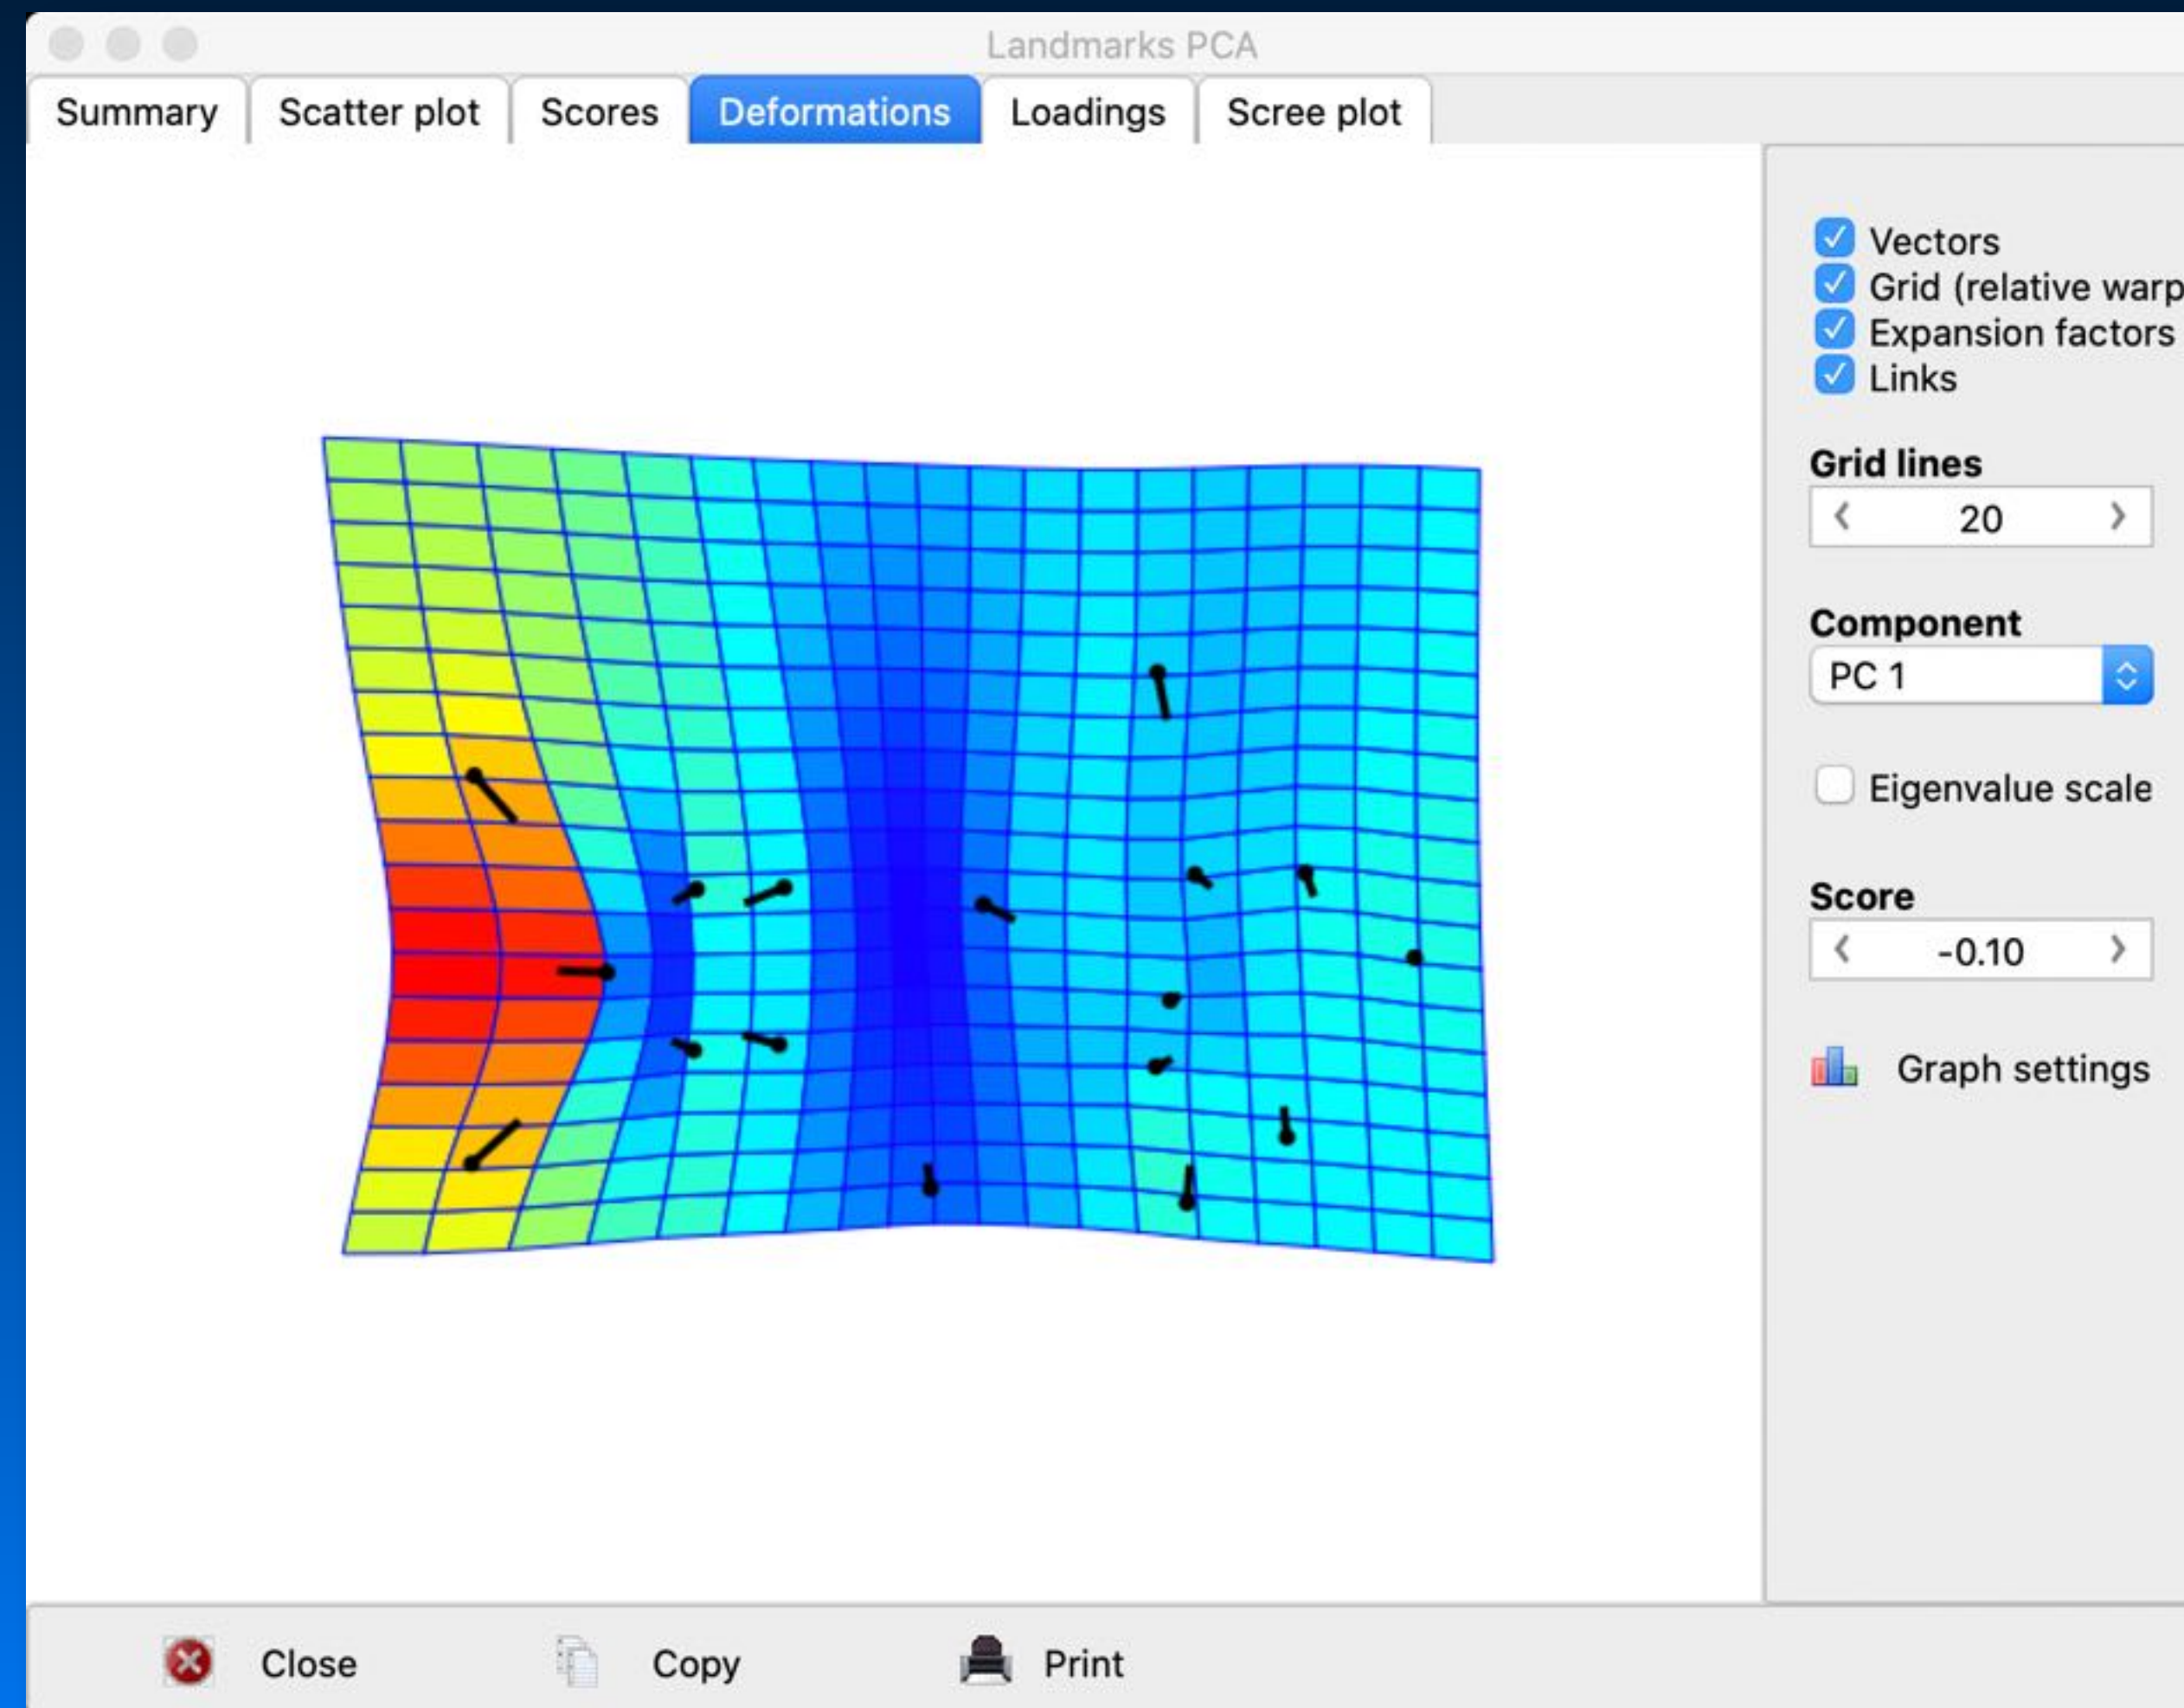 Landmarks PCA
Summary Scatter plot Scores Deformations Loadings Scree plot
Vectors
Grid (relative warp
Expansion factors
Links
Grid lines
20
Component
PC 1
Eigenvalue scale
Score
-0.10
Graph settings
Close Copy Print